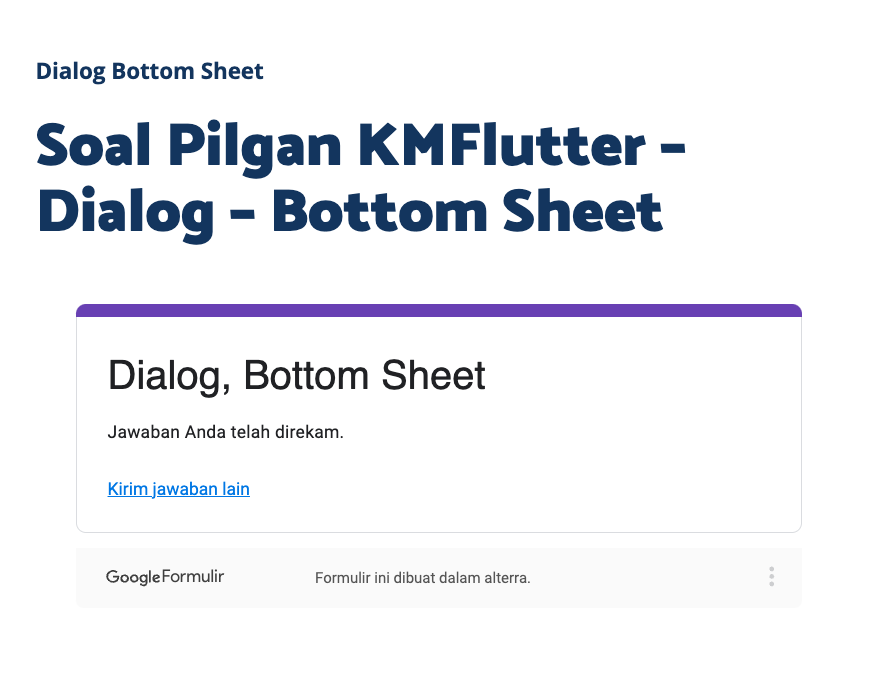 Dialog Bottom Sheet
Soal Pilgan KMFlutter –
Dialog – Bottom Sheet
Dialog, Bottom Sheet
Jawaban Anda telah direkam.
Kirim jawaban lain
Google Formulir
Formulir ini dibuat dalam alterra.